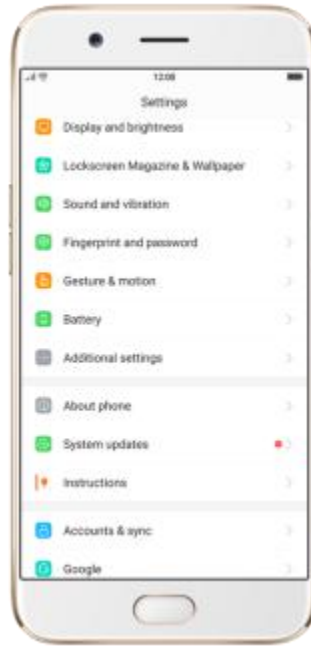 12:08
Settings
Display and brightness
Lockscreen Magazine & Wallpaper
Sound and vibration
Fingerprint and password
Gesture & motion
Battery
Additional settings
About phone
System updates
Instructions
Accounts & sync
Google